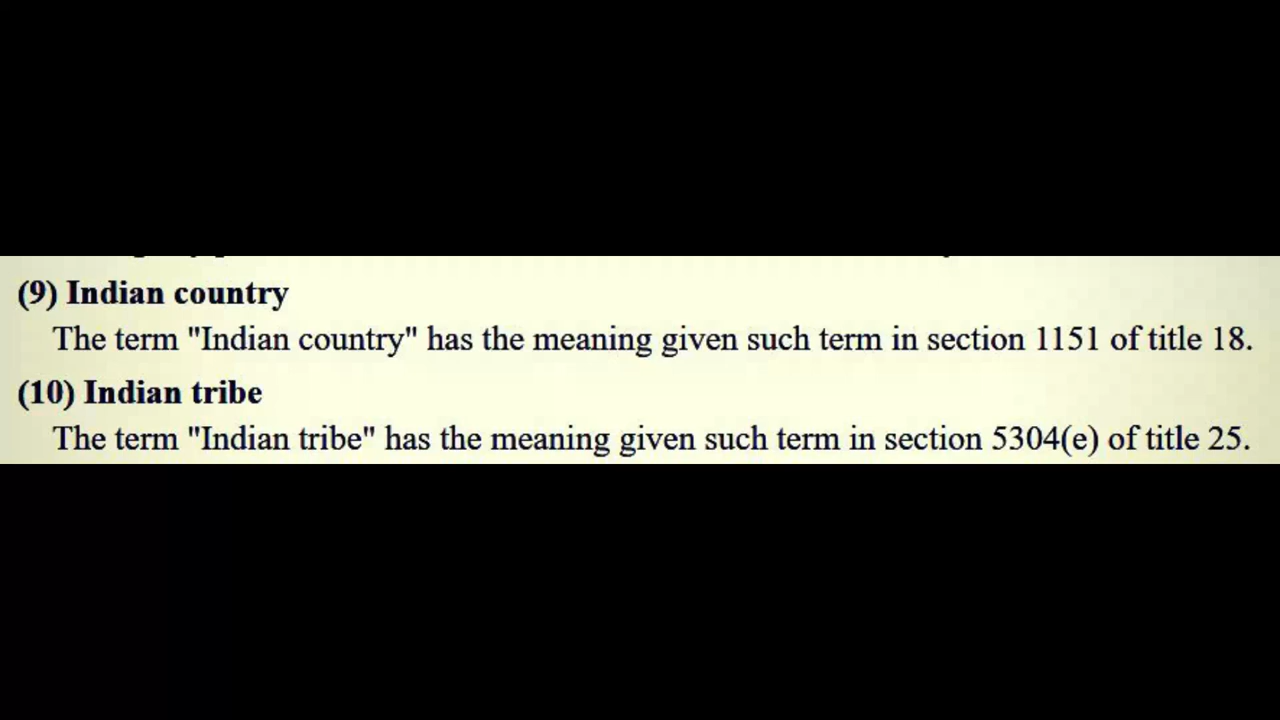 (9) Indian country
The term "Indian country" has the meaning given such term in section 1151 of title 18.
(10) Indian tribe
The term "Indian tribe" has the meaning given such term in section 5304(e) of title 25.